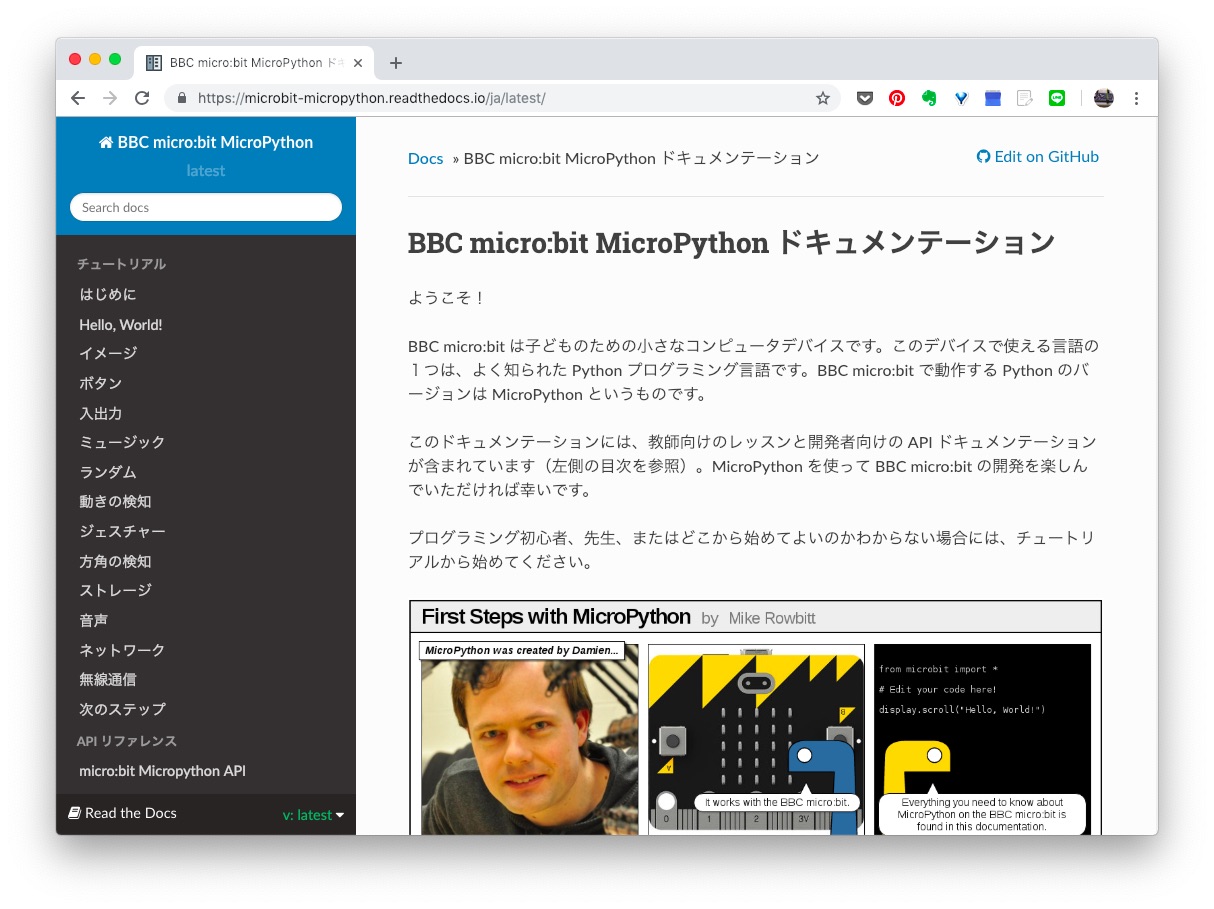 BBC micro:bit MicroPython ド
https://microbit-micropython.readthedocs.io/ja/latest/
BBC micro:bit MicroPython
latest
Search docs
チュートリアル
はじめに
Hello, World!
イメージ
ボタン
入出力
ミュージック
ランダム
動きの検知
ジェスチャー
方角の検知
ストレージ
音声
ネットワーク
無線通信
次のステップ
API リファレンス
micro:bit Micropython API
Read the Docs
v: latest
Docs » BBC micro:bit MicroPython ドキュメンテーション
Edit on GitHub
BBC micro:bit MicroPython ドキュメンテーション
ようこそ！
BBC micro:bit は子どものための小さなコンピュータデバイスです。このデバイスで使える言語の
１つは、よく知られた Python プログラミング言語です。BBC micro:bit で動作する Python のバ
ージョンは MicroPython というものです。
このドキュメンテーションには、教師向けのレッスンと開発者向けの API ドキュメンテーション
が含まれています（左側の目次を参照）。MicroPython を使って BBC micro:bit の開発を楽しん
でいただければ幸いです。
プログラミング初心者、先生、またはどこから始めてよいのかわからない場合には、チュートリ
アルから始めてください。
First Steps with MicroPython by Mike Rowbitt
MicroPython was created by Damien...
B
A
It works with the BBC micro:bit.
0 1 2 3V
from microbit import *
# Edit your code here!
display.scroll("Hello, World!")
Everything you need to know about
MicroPython on the BBC micro:bit is
found in this documentation.